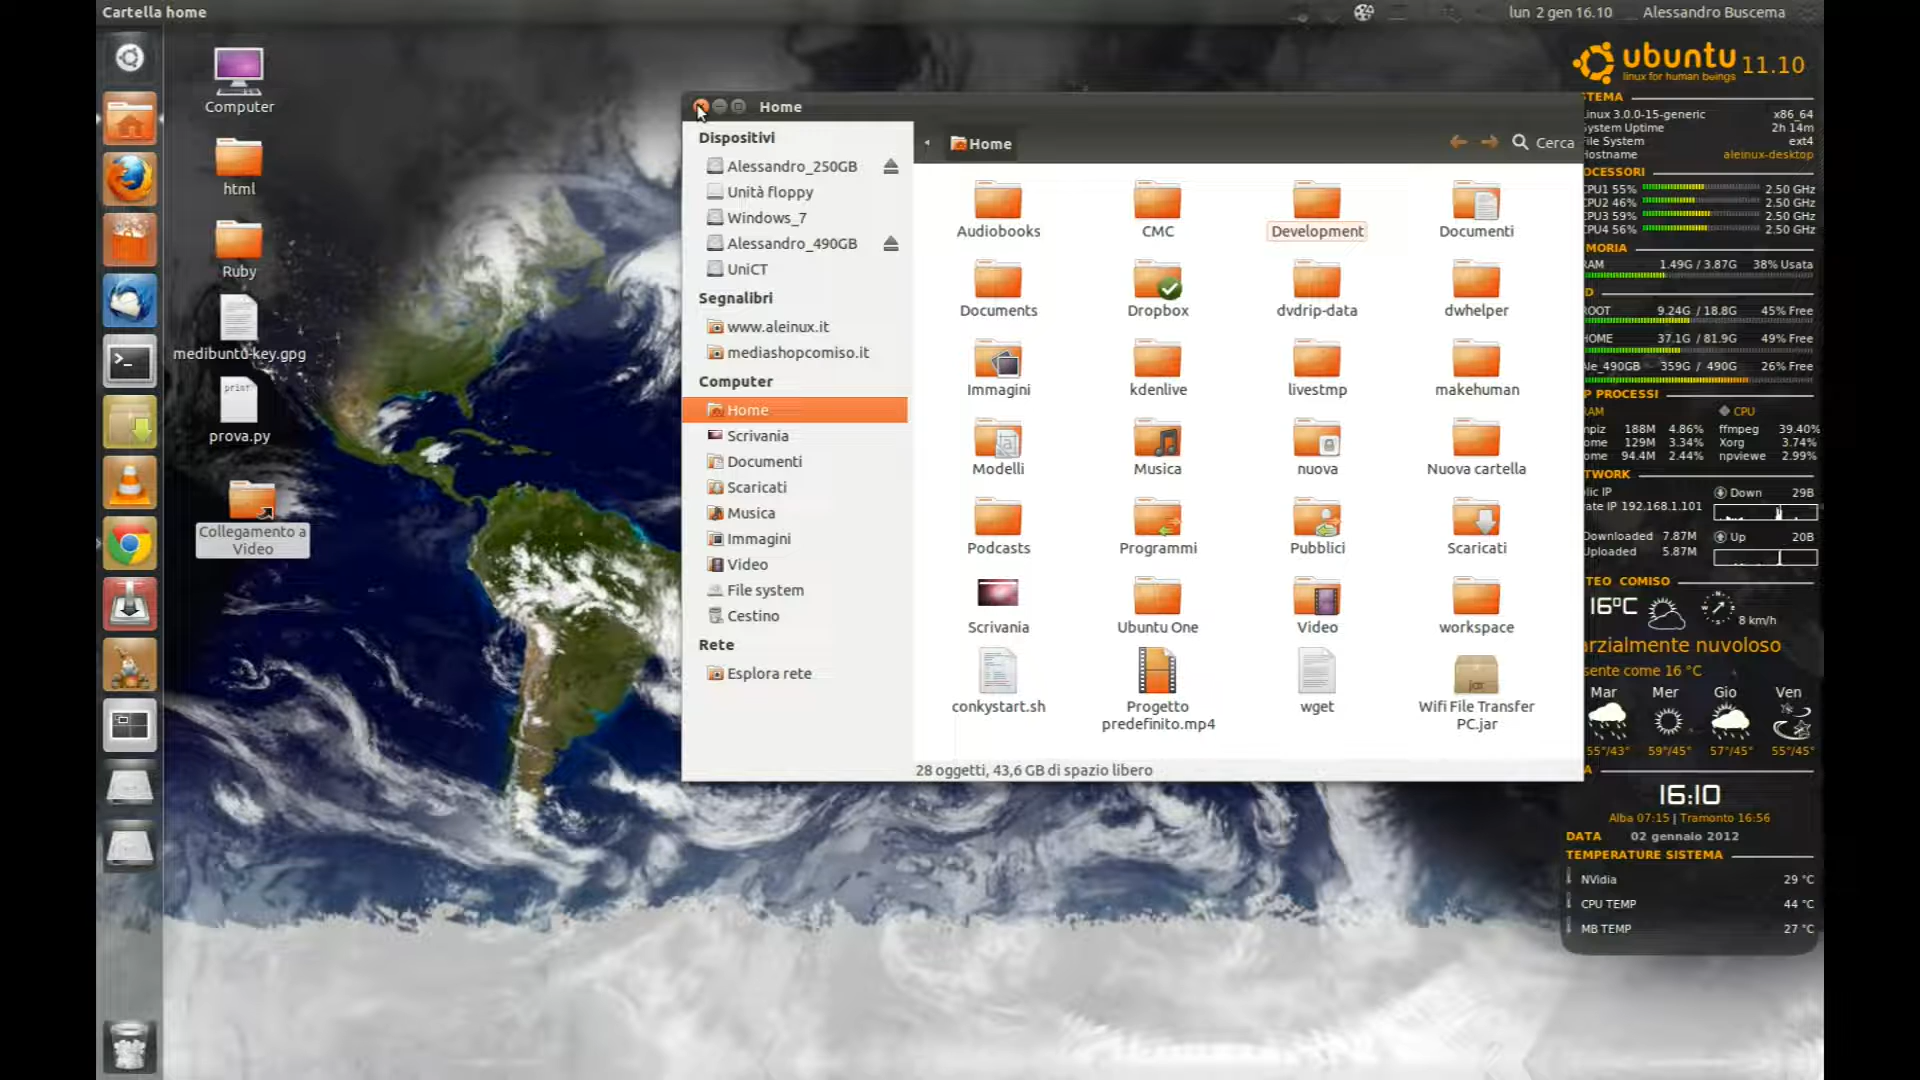 Cartella home
lun 2 gen 16.10
Alessandro Buscema
Computer
html
Ruby
medibuntu-key.gpg
prova.py
Collegamento a
Video
Home
Dispositivi
Alessandro_250GB
Unità floppy
Windows_7
Alessandro_490GB
UniCT
Segnalibri
www.aleinux.it
mediashopcomiso.it
Computer
Home
Scrivania
Documenti
Scaricati
Musica
Immagini
Video
File system
Cestino
Rete
Esplora rete
Home
Cerca
Audiobooks
CMC
Development
Documenti
Documents
Dropbox
dvdrip-data
dwhelper
Immagini
kdenlive
livestmp
makehuman
Modelli
Musica
nuova
Nuova cartella
Podcasts
Programmi
Pubblici
Scaricati
Scrivania
Ubuntu One
Video
workspace
conkystart.sh
Progetto
predefinito.mp4
wget
Wifi File Transfer
PC.jar
28 oggetti, 43,6 GB di spazio libero
ubuntu 11.10
linux for human beings
STEMA
Linux 3.0.0-15-generic x86_64
System Uptime 2h 14m
File System ext4
Hostname aleinux-desktop
OCESSORI
CPU1 55% 2.50 GHz
CPU2 46% 2.50 GHz
CPU3 59% 2.50 GHz
CPU4 56% 2.50 GHz
MORIA
RAM 1.49G / 3.87G 38% Usata
D
ROOT 9.24G / 18.8G 45% Free
HOME 37.1G / 81.9G 49% Free
Ale_490GB 359G / 490G 26% Free
P PROCESSI
RAM CPU
mpiz 188M 4.86% ffmpeg 39.40%
ome 129M 3.34% Xorg 3.74%
ome 94.4M 2.44% npviewe 2.99%
TWORK
lic IP Down 29B
ate IP 192.168.1.101
Downloaded 7.87M Up 20B
Uploaded 5.87M
TEO COMISO
16°C
8 km/h
arzialmente nuvoloso
sente come 16 °C
Mar Mer Gio Ven
55°/43° 59°/45° 57°/45° 55°/45°
A
16:10
Alba 07:15 | Tramonto 16:56
DATA 02 gennaio 2012
TEMPERATURE SISTEMA
NVidia 29 °C
CPU TEMP 44 °C
MB TEMP 27 °C